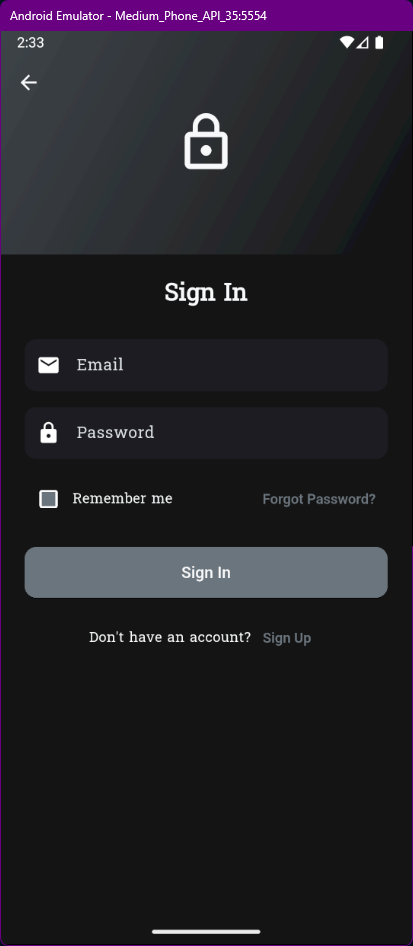 Android Emulator - Medium_Phone_API_35:5554
2:33
Sign In
Email
Password
Remember me Forgot Password?
Sign In
Don't have an account? Sign Up